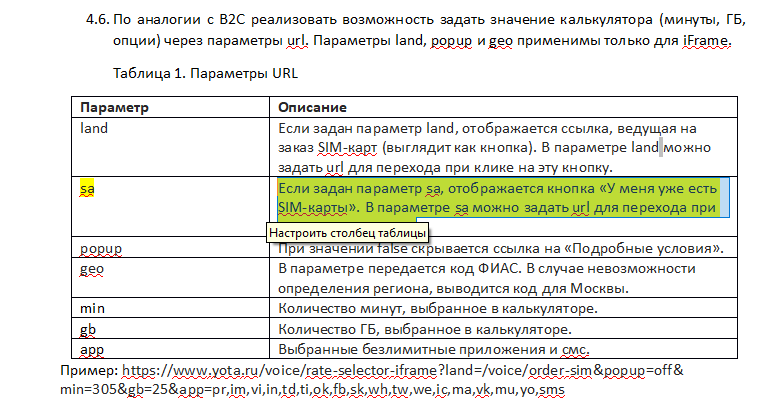 4.6. По аналогии с B2C реализовать возможность задать значение калькулятора (минуты, ГБ,
опции) через параметры url. Параметры land, popup и geo применимы только для iFrame.
Таблица 1. Параметры URL
Параметр Описание
land Если задан параметр land, отображается ссылка, ведущая на
заказ SIM-карт (выглядит как кнопка). В параметре land можно
задать url для перехода при клике на эту кнопку.
sa Если задан параметр sa, отображается кнопка «У меня уже есть
SIM-карты». В параметре sa можно задать url для перехода при
Настроить столбец таблицы
popup При значении false скрывается ссылка на «Подробные условия».
geo В параметре передается код ФИАС. В случае невозможности
определения региона, выводится код для Москвы.
min Количество минут, выбранное в калькуляторе.
gb Количество ГБ, выбранное в калькуляторе.
app Выбранные безлимитные приложения и смс.
Пример: https://www.yota.ru/voice/rate-selector-iframe?land=/voice/order-sim&popup=off&
min=305&gb=25&app=pr,im,vi,in,td,ti,ok,fb,sk,wh,tw,we,ic,ma,vk,mu,yo,sms